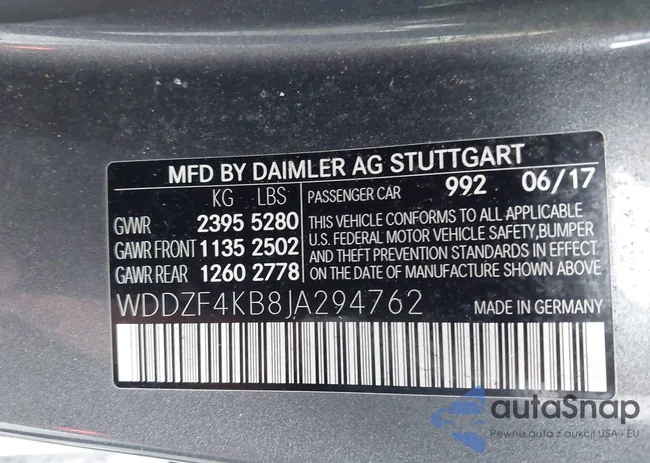 MFD BY DAIMLER AG STUTTGART
KG LBS PASSENGER CAR 992 06/17
GVWR 2395 5280 THIS VEHICLE CONFORMS TO ALL APPLICABLE
U.S. FEDERAL MOTOR VEHICLE SAFETY,BUMPER
GAWR FRONT 1135 2502 AND THEFT PREVENTION STANDARDS IN EFFECT
GAWR REAR 1260 2778 ON THE DATE OF MANUFACTURE SHOWN ABOVE.
WDDZF4KB8JA294762
MADE IN GERMANY
autaSnap
Pewne auta z aukcji USA i EU